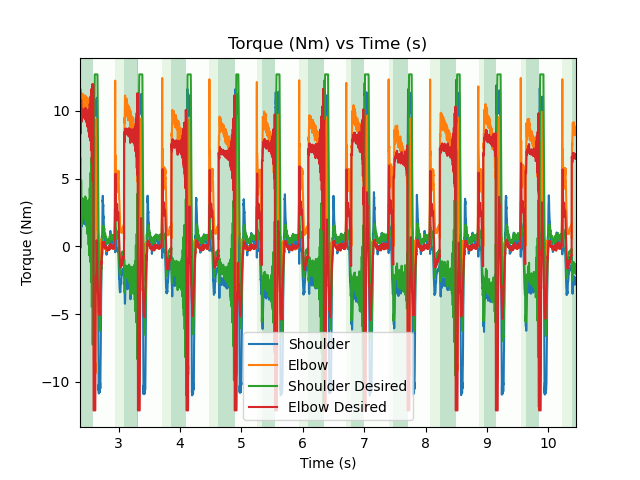 Torque (Nm) vs Time (s)
10
5
0
−5
−10
Torque (Nm)
Shoulder
Elbow
Shoulder Desired
Elbow Desired
3 4 5 6 7 8 9 10
Time (s)